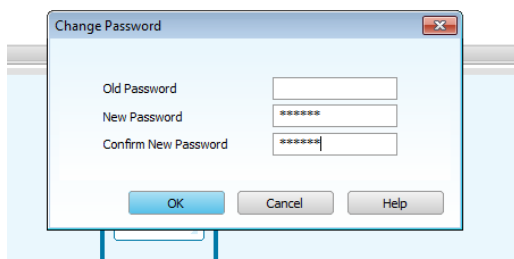 Change Password
Old Password
New Password ******
Confirm New Password ******
OK Cancel Help